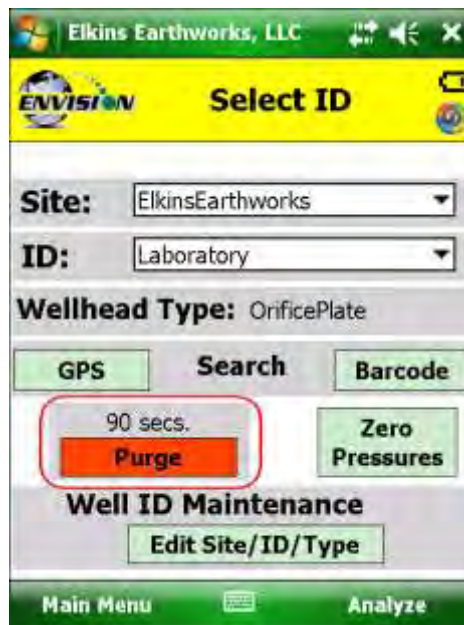 Elkins Earthworks, LLC
ENVISION
Select ID
Site: ElkinsEarthworks
ID: Laboratory
Wellhead Type: OrificePlate
GPS Search Barcode
90 secs.
Purge
Zero
Pressures
Well ID Maintenance
Edit Site/ID/Type
Main Menu Analyze